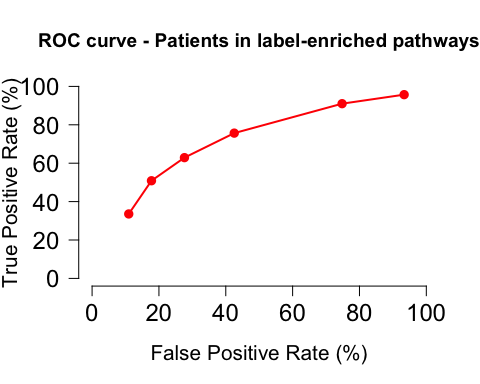 ROC curve - Patients in label-enriched pathways
True Positive Rate (%)
100
80
60
40
20
0
0 20 40 60 80 100
False Positive Rate (%)